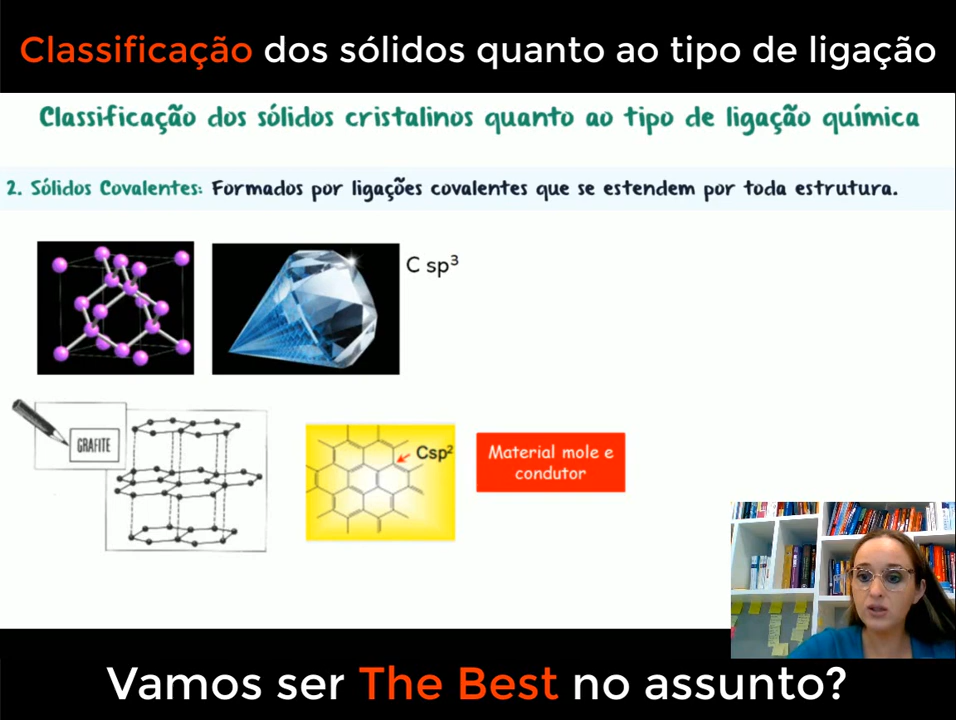 Classificação dos sólidos quanto ao tipo de ligação
Classificação dos sólidos cristalinos quanto ao tipo de ligação química
2. Sólidos Covalentes: Formados por ligações covalentes que se estendem por toda estrutura.
C sp³
GRAFITE
Csp²
Material mole e
condutor
Vamos ser The Best no assunto?